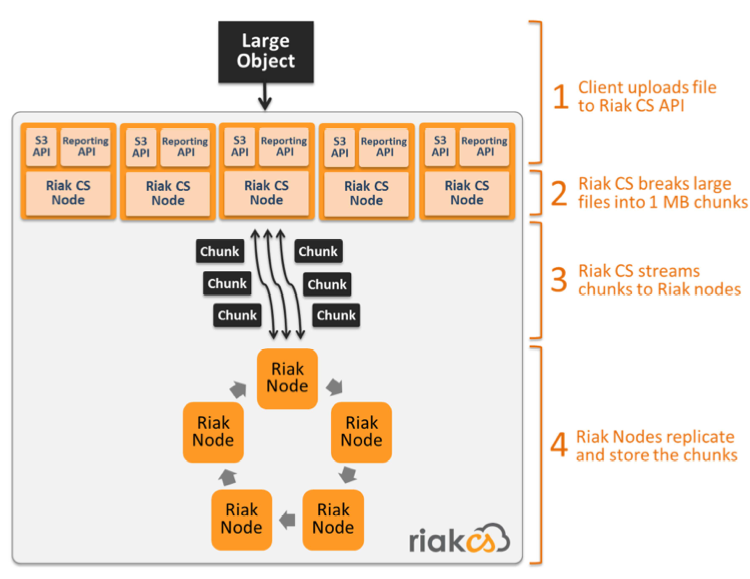 Large
Object
1 Client uploads file
to Riak CS API
S3
API
Reporting
API
S3
API
Reporting
API
S3
API
Reporting
API
S3
API
Reporting
API
S3
API
Reporting
API
Riak CS
Node
Riak CS
Node
Riak CS
Node
Riak CS
Node
Riak CS
Node
2 Riak CS breaks large
files into 1 MB chunks
Chunk
Chunk
Chunk
Chunk
Chunk
Chunk
3 Riak CS streams
chunks to Riak nodes
Riak
Node
Riak
Node
Riak
Node
Riak
Node
Riak
Node
4 Riak Nodes replicate
and store the chunks
riakcs